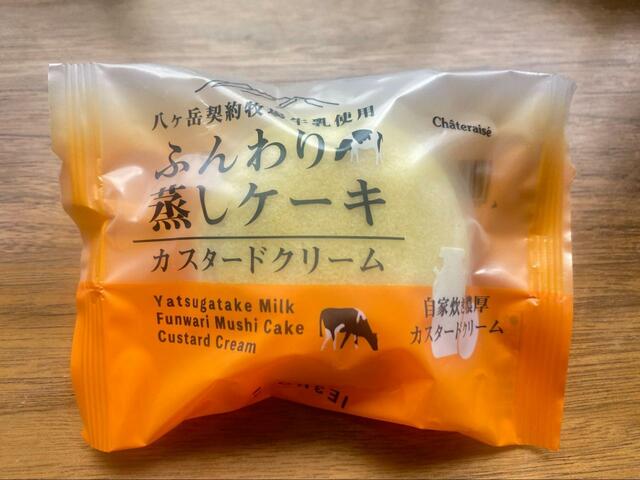 八ヶ岳契約牧場牛乳使用
Châteraisé
ふんわり
蒸しケーキ
カスタードクリーム
Yatsugatake Milk
Funwari Mushi Cake
Custard Cream
自家炊き濃厚
カスタードクリーム